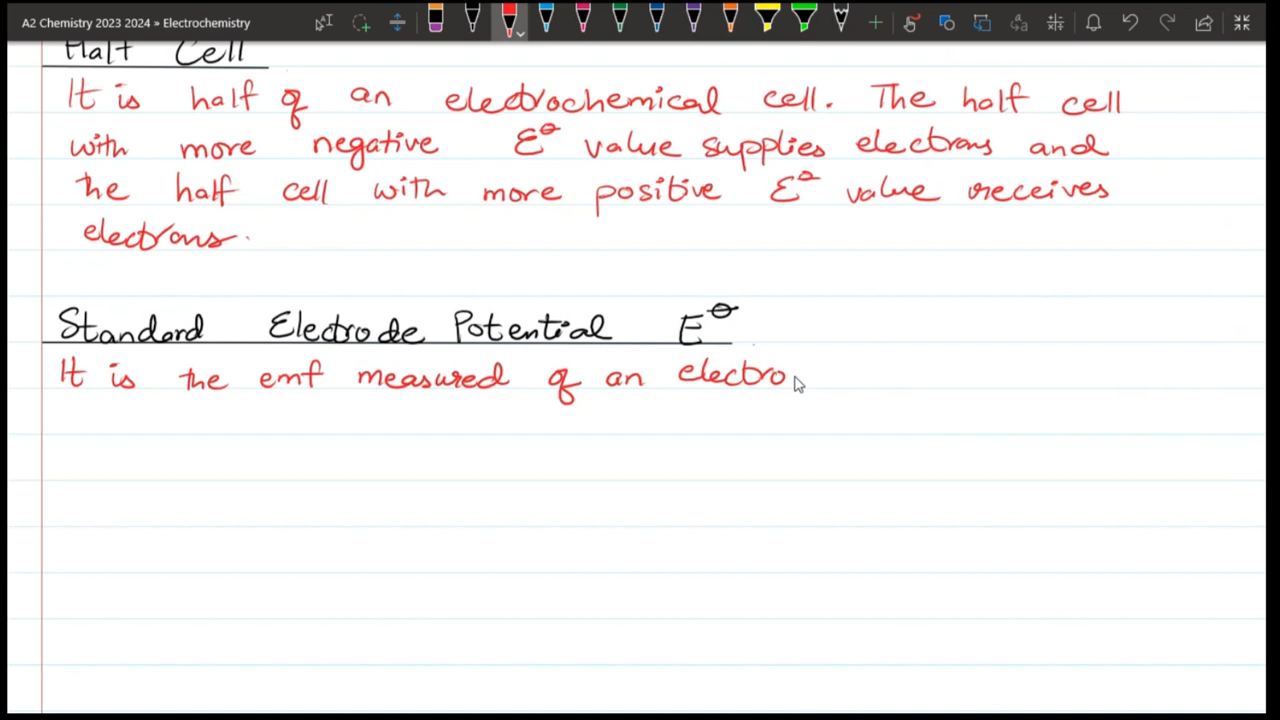 A2 Chemistry 2023 2024 » Electrochemistry
Half Cell
It is half of an electrochemical cell. The half cell
with more negative E⦵ value supplies electrons and
the half cell with more positive E⦵ value receives
electrons.
Standard Electrode Potential E⦵
It is the emf measured of an electro